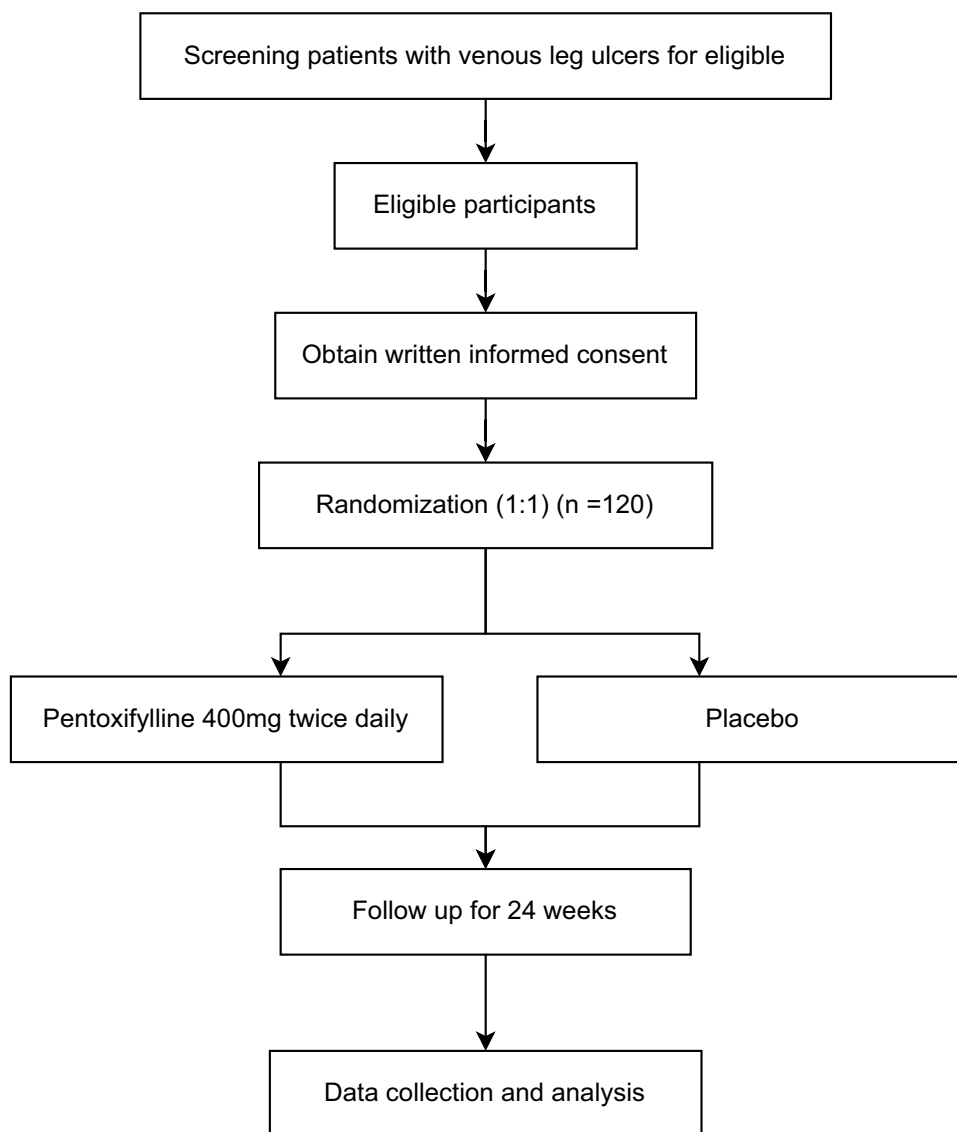 Screening patients with venous leg ulcers for eligible
Eligible participants
Obtain written informed consent
Randomization (1:1) (n =120)
Pentoxifylline 400mg twice daily
Placebo
Follow up for 24 weeks
Data collection and analysis